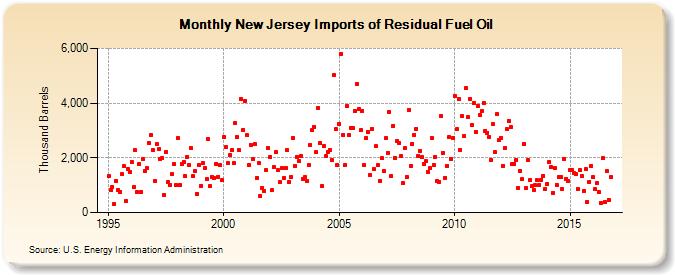 Monthly New Jersey Imports of Residual Fuel Oil
Thousand Barrels
6,000
4,000
2,000
0
1995 2000 2005 2010 2015
Source: U.S. Energy Information Administration